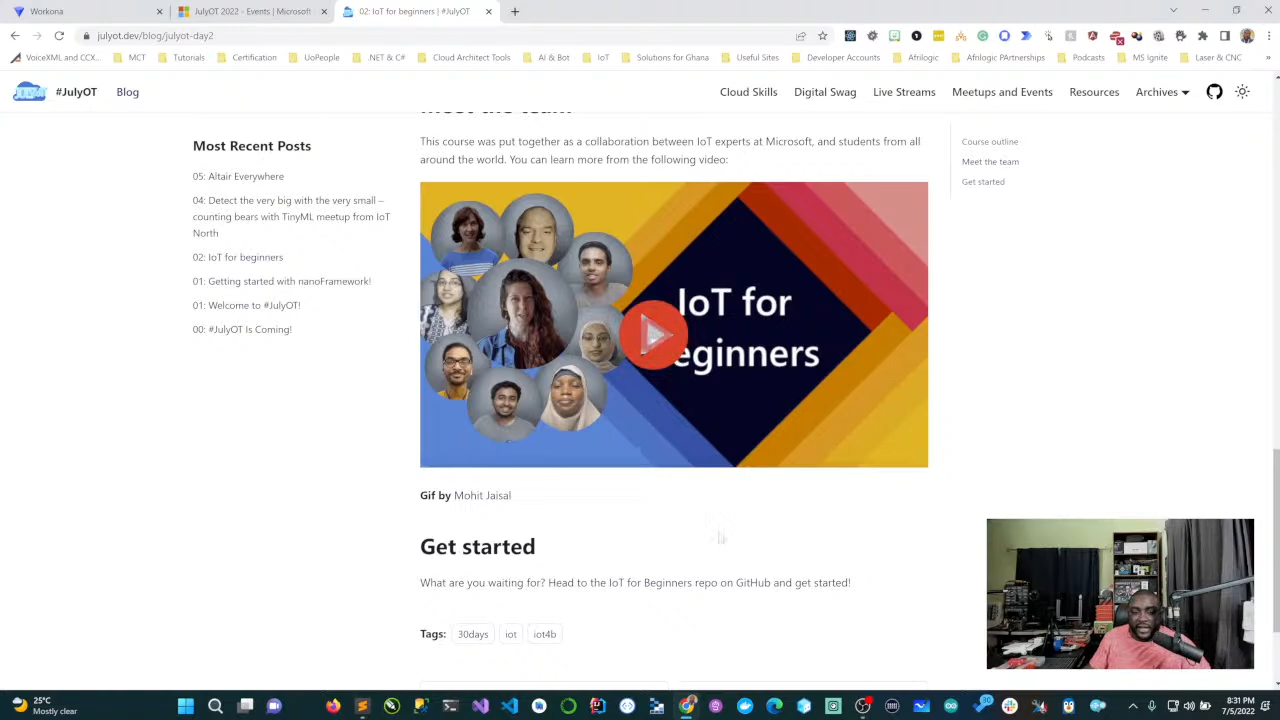 Workona
JulyOT 2022 - Events | Microsoft
02: IoT for beginners | #JulyOT
julyot.dev/blog/julyot-day2
VoiceXML and CCX...
MCT
Tutorials
Certification
UoPeople
.NET & C#
Cloud Architect Tools
AI & Bot
IoT
Solutions for Ghana
Useful Sites
Developer Accounts
Afrilogic
Afrilogic PArtnerships
Podcasts
MS Ignite
Laser & CNC
»
#JulyOT
Blog
Cloud Skills
Digital Swag
Live Streams
Meetups and Events
Resources
Archives
Most Recent Posts
05: Altair Everywhere
04: Detect the very big with the very small –
counting bears with TinyML meetup from IoT
North
02: IoT for beginners
01: Getting started with nanoFramework!
01: Welcome to #JulyOT!
00: #JulyOT Is Coming!
Meet the team
This course was put together as a collaboration between IoT experts at Microsoft, and students from all
around the world. You can learn more from the following video:
IoT for
eginners
Gif by Mohit Jaisal
Get started
What are you waiting for? Head to the IoT for Beginners repo on GitHub and get started!
Tags: 30days iot iot4b
Course outline
Meet the team
Get started
25°C
Mostly clear
8:31 PM
7/5/2022